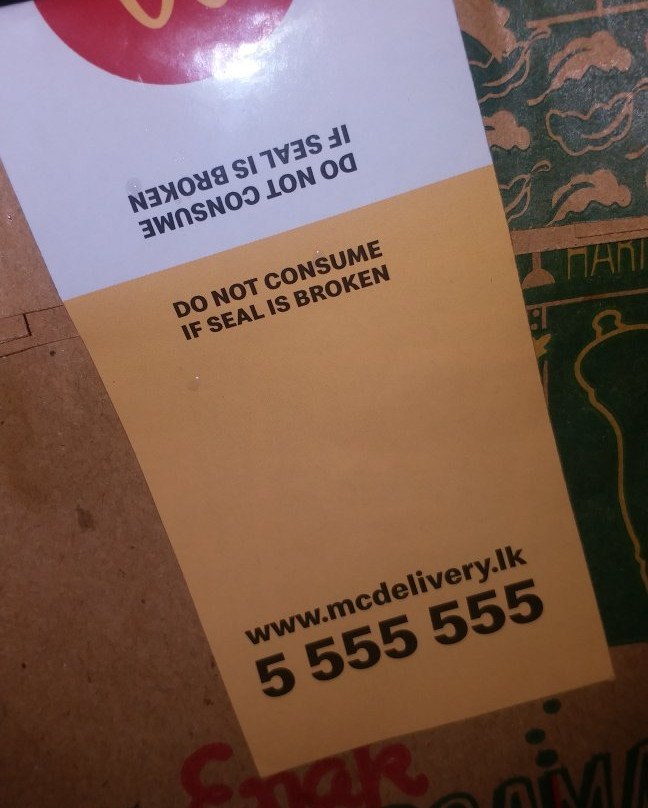 DO NOT CONSUME
IF SEAL IS BROKEN
DO NOT CONSUME
IF SEAL IS BROKEN
www.mcdelivery.lk
5 555 555
Enak